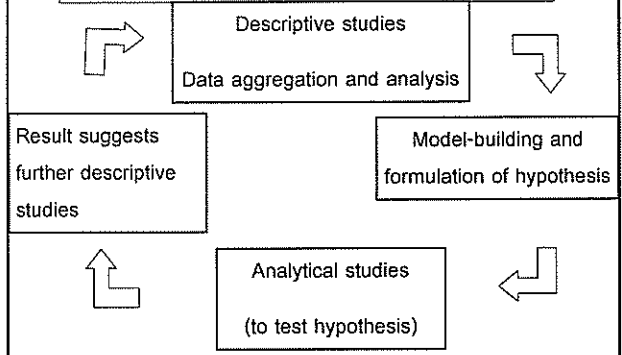 Descriptive studies
Data aggregation and analysis
Model-building and
formulation of hypothesis
Analytical studies
(to test hypothesis)
Result suggests
further descriptive
studies